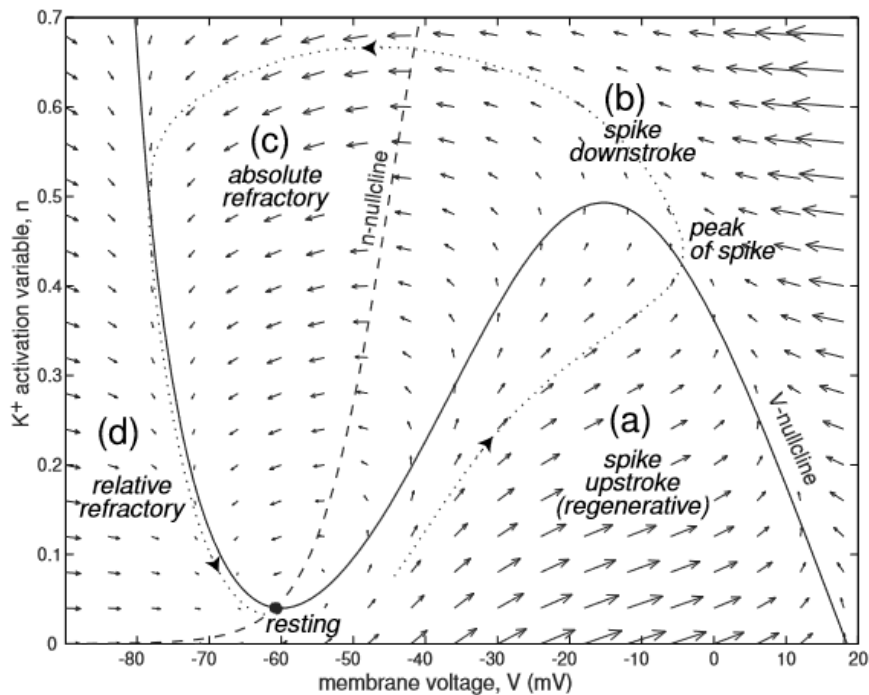 0.7
0.6
0.5
0.4
0.3
0.2
0.1
0
K+ activation variable, n
(a)
spike
upstroke
(regenerative)
(b)
spike
downstroke
peak
of spike
(c)
absolute
refractory
n-nullcline
(d)
relative
refractory
resting
V-nullcline
-80 -70 -60 -50 -40 -30 -20 -10 0 10 20
membrane voltage, V (mV)